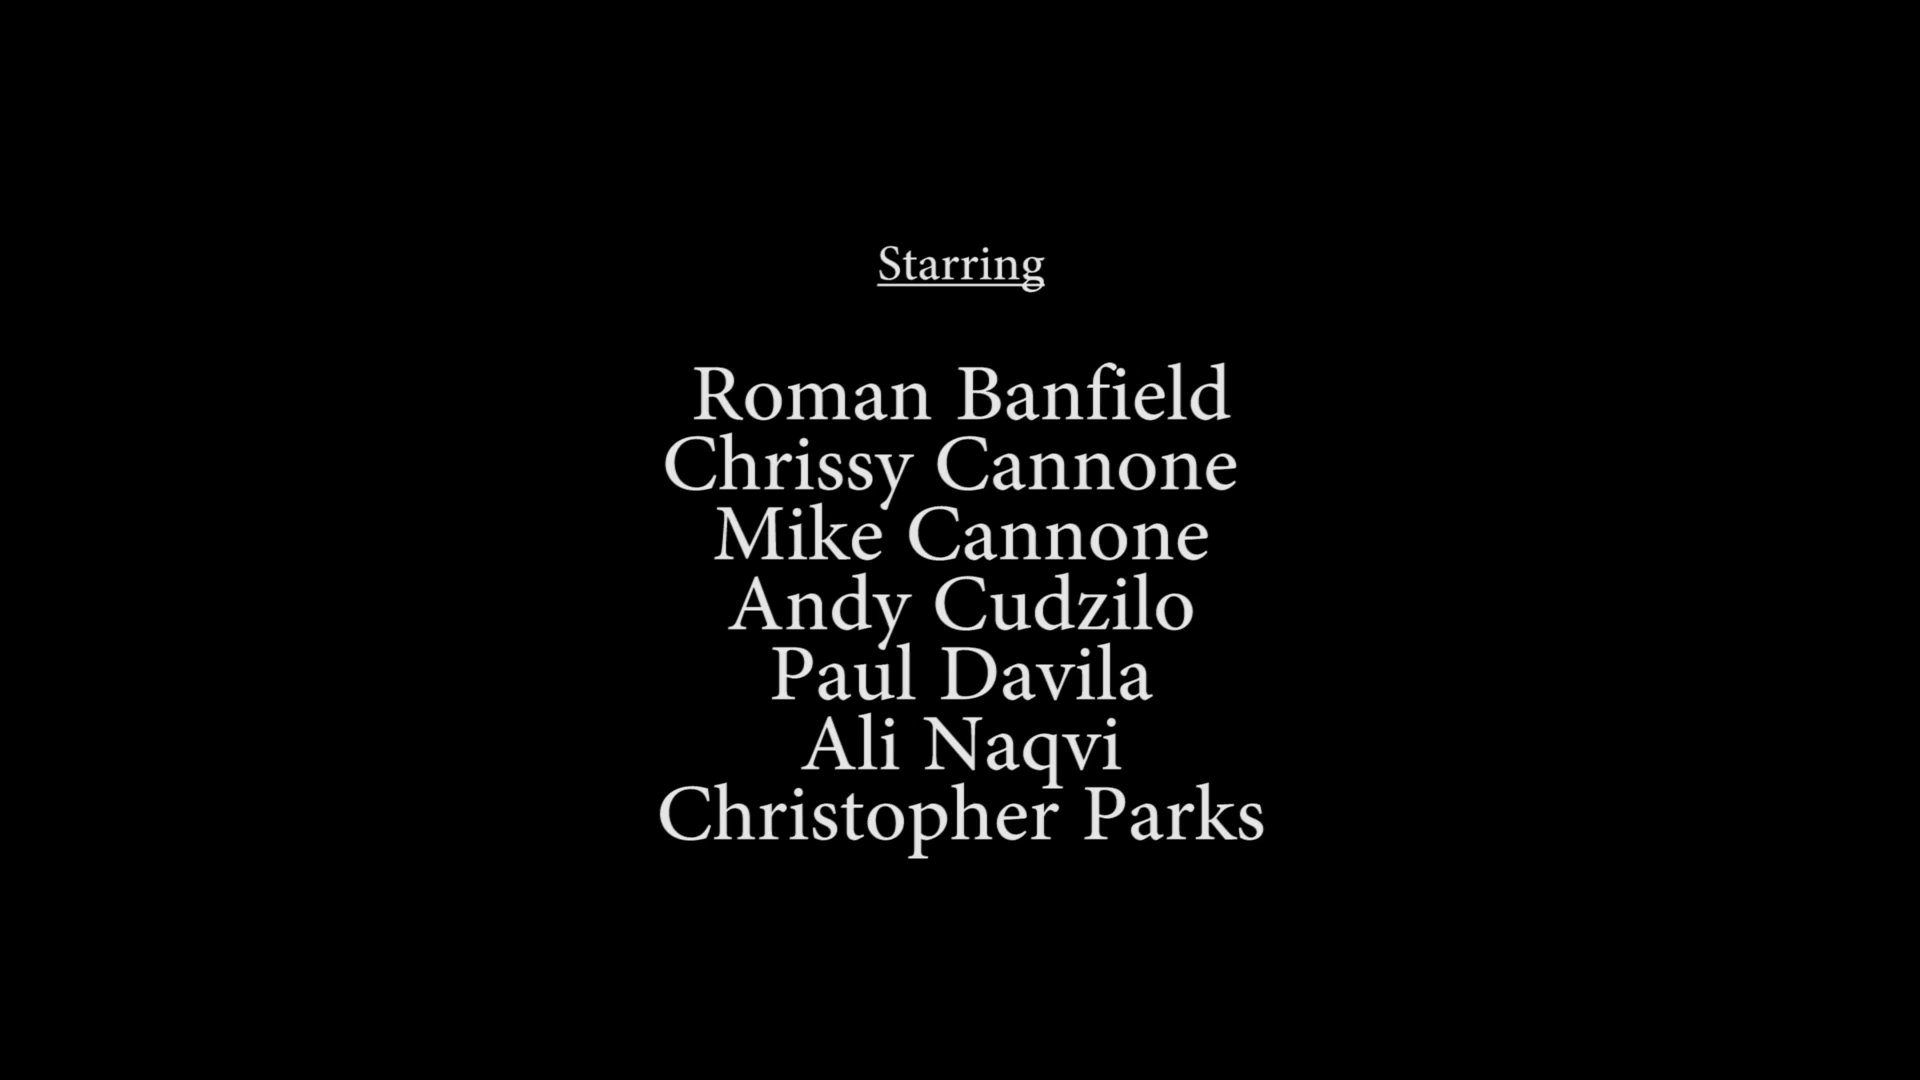 Starring
Roman Banfield
Chrissy Cannone
Mike Cannone
Andy Cudzilo
Paul Davila
Ali Naqvi
Christopher Parks